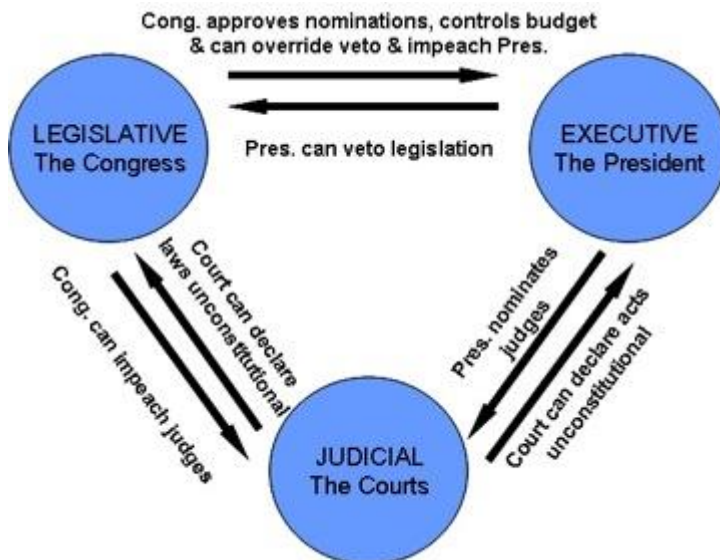 Cong. approves nominations, controls budget
& can override veto & impeach Pres.
LEGISLATIVE
The Congress
EXECUTIVE
The President
Pres. can veto legislation
Court can declare
laws unconstitutional
Cong. can impeach judges
Pres. nominates
judges
Court can declare acts
unconstitutional
JUDICIAL
The Courts